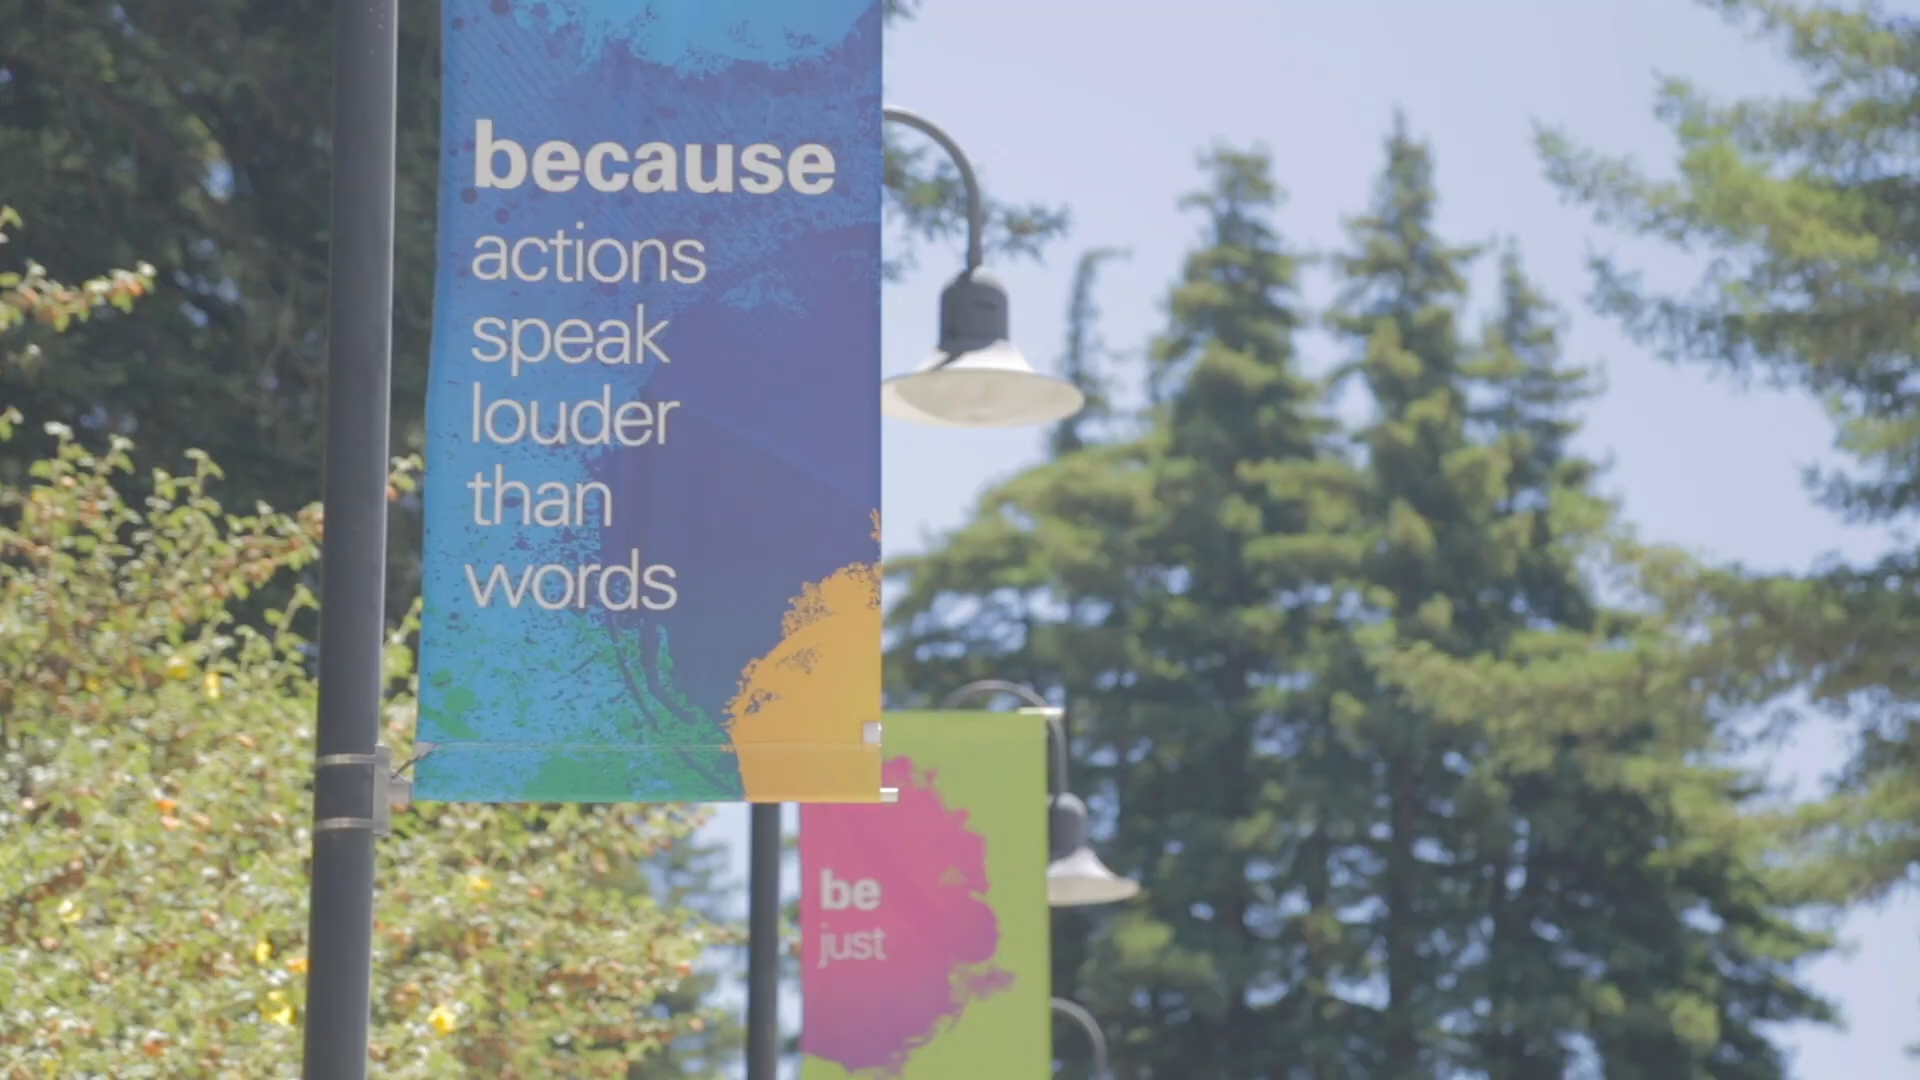 because
actions
speak
louder
than
words
be
just